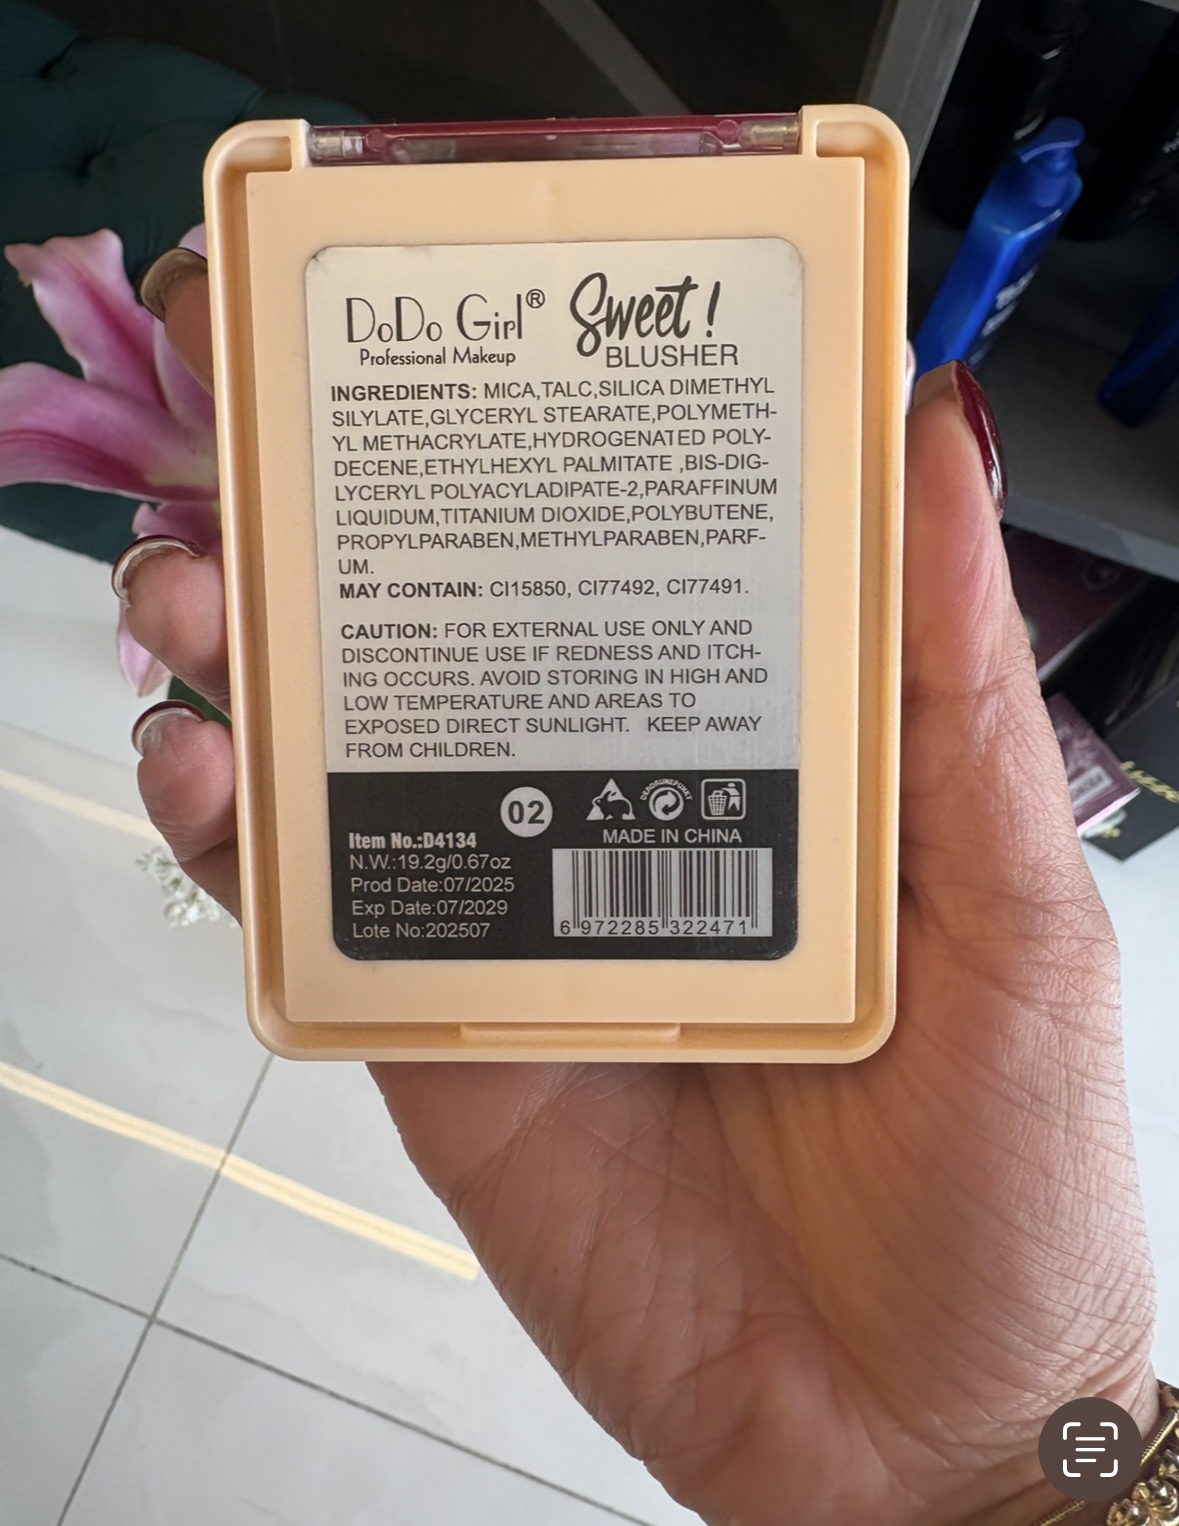 DoDo Girl® Sweet!
Professional Makeup BLUSHER
INGREDIENTS: MICA,TALC,SILICA DIMETHYL
SILYLATE,GLYCERYL STEARATE,POLYMETH-
YL METHACRYLATE,HYDROGENATED POLY-
DECENE,ETHYLHEXYL PALMITATE ,BIS-DIG-
LYCERYL POLYACYLADIPATE-2,PARAFFINUM
LIQUIDUM,TITANIUM DIOXIDE,POLYBUTENE,
PROPYLPARABEN,METHYLPARABEN,PARF-
UM.
MAY CONTAIN: CI15850, CI77492, CI77491.
CAUTION: FOR EXTERNAL USE ONLY AND
DISCONTINUE USE IF REDNESS AND ITCH-
ING OCCURS. AVOID STORING IN HIGH AND
LOW TEMPERATURE AND AREAS TO
EXPOSED DIRECT SUNLIGHT. KEEP AWAY
FROM CHILDREN.
02
MADE IN CHINA
Item No.:D4134
N.W.:19.2g/0.67oz
Prod Date:07/2025
Exp Date:07/2029
Lote No:202507
6 972285 322471